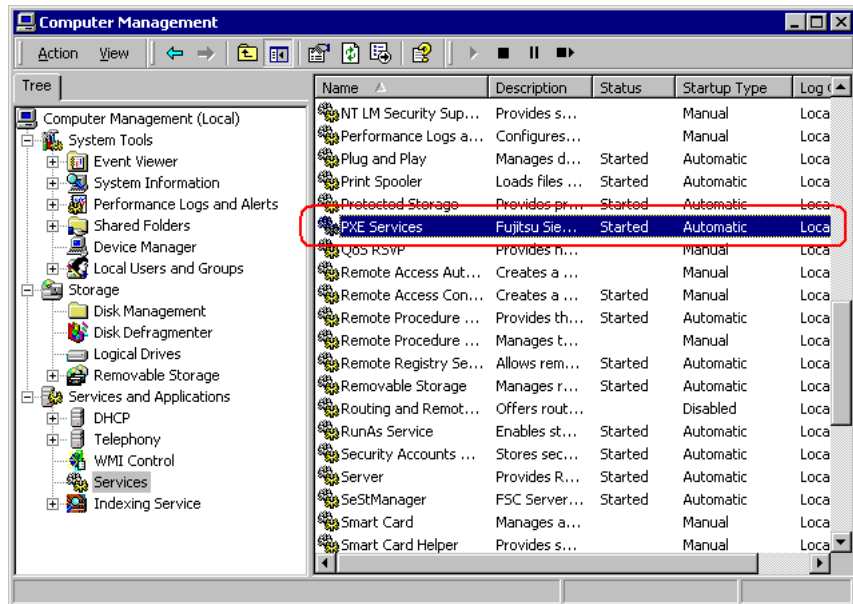 Computer Management
Action View
Tree
Computer Management (Local)
System Tools
Event Viewer
System Information
Performance Logs and Alerts
Shared Folders
Device Manager
Local Users and Groups
Storage
Disk Management
Disk Defragmenter
Logical Drives
Removable Storage
Services and Applications
DHCP
Telephony
WMI Control
Services
Indexing Service
Name Description Status Startup Type Log
NT LM Security Sup... Provides s... Manual Loca
Performance Logs a... Configures... Manual Loca
Plug and Play Manages d... Started Automatic Loca
Print Spooler Loads files ... Started Automatic Loca
Protected Storage Provides pr... Started Automatic Loca
PXE Services Fujitsu Sie... Started Automatic Loca
QoS RSVP Provides n... Manual Loca
Remote Access Aut... Creates a ... Manual Loca
Remote Access Con... Creates a ... Started Manual Loca
Remote Procedure ... Provides th... Started Automatic Loca
Remote Procedure ... Manages t... Manual Loca
Remote Registry Se... Allows rem... Started Automatic Loca
Removable Storage Manages r... Started Automatic Loca
Routing and Remot... Offers rout... Disabled Loca
RunAs Service Enables st... Started Automatic Loca
Security Accounts ... Stores sec... Started Automatic Loca
Server Provides R... Started Automatic Loca
SeStManager FSC Server... Started Automatic Loca
Smart Card Manages a... Manual Loca
Smart Card Helper Provides s... Manual Loca